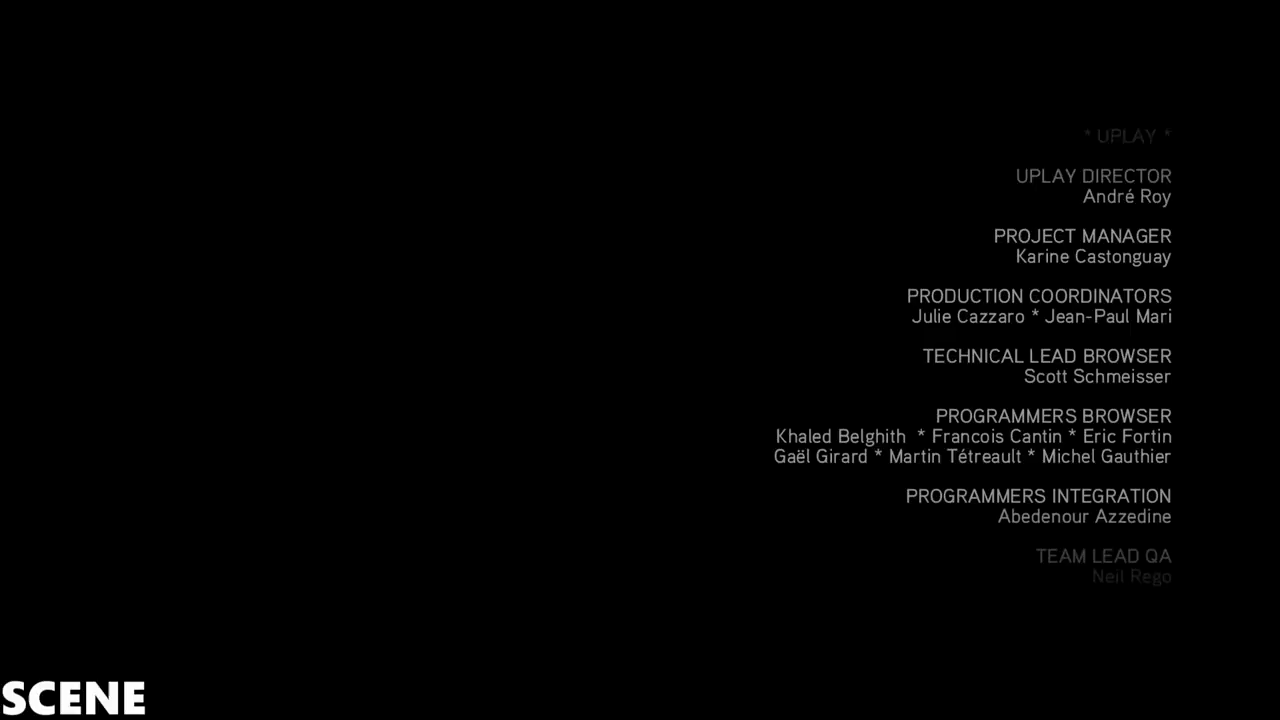 * UPLAY *
UPLAY DIRECTOR
André Roy
PROJECT MANAGER
Karine Castonguay
PRODUCTION COORDINATORS
Julie Cazzaro * Jean-Paul Mari
TECHNICAL LEAD BROWSER
Scott Schmeisser
PROGRAMMERS BROWSER
Khaled Belghith * Francois Cantin * Eric Fortin
Gaël Girard * Martin Tétreault * Michel Gauthier
PROGRAMMERS INTEGRATION
Abedenour Azzedine
TEAM LEAD QA
Neil Rego
SCENE